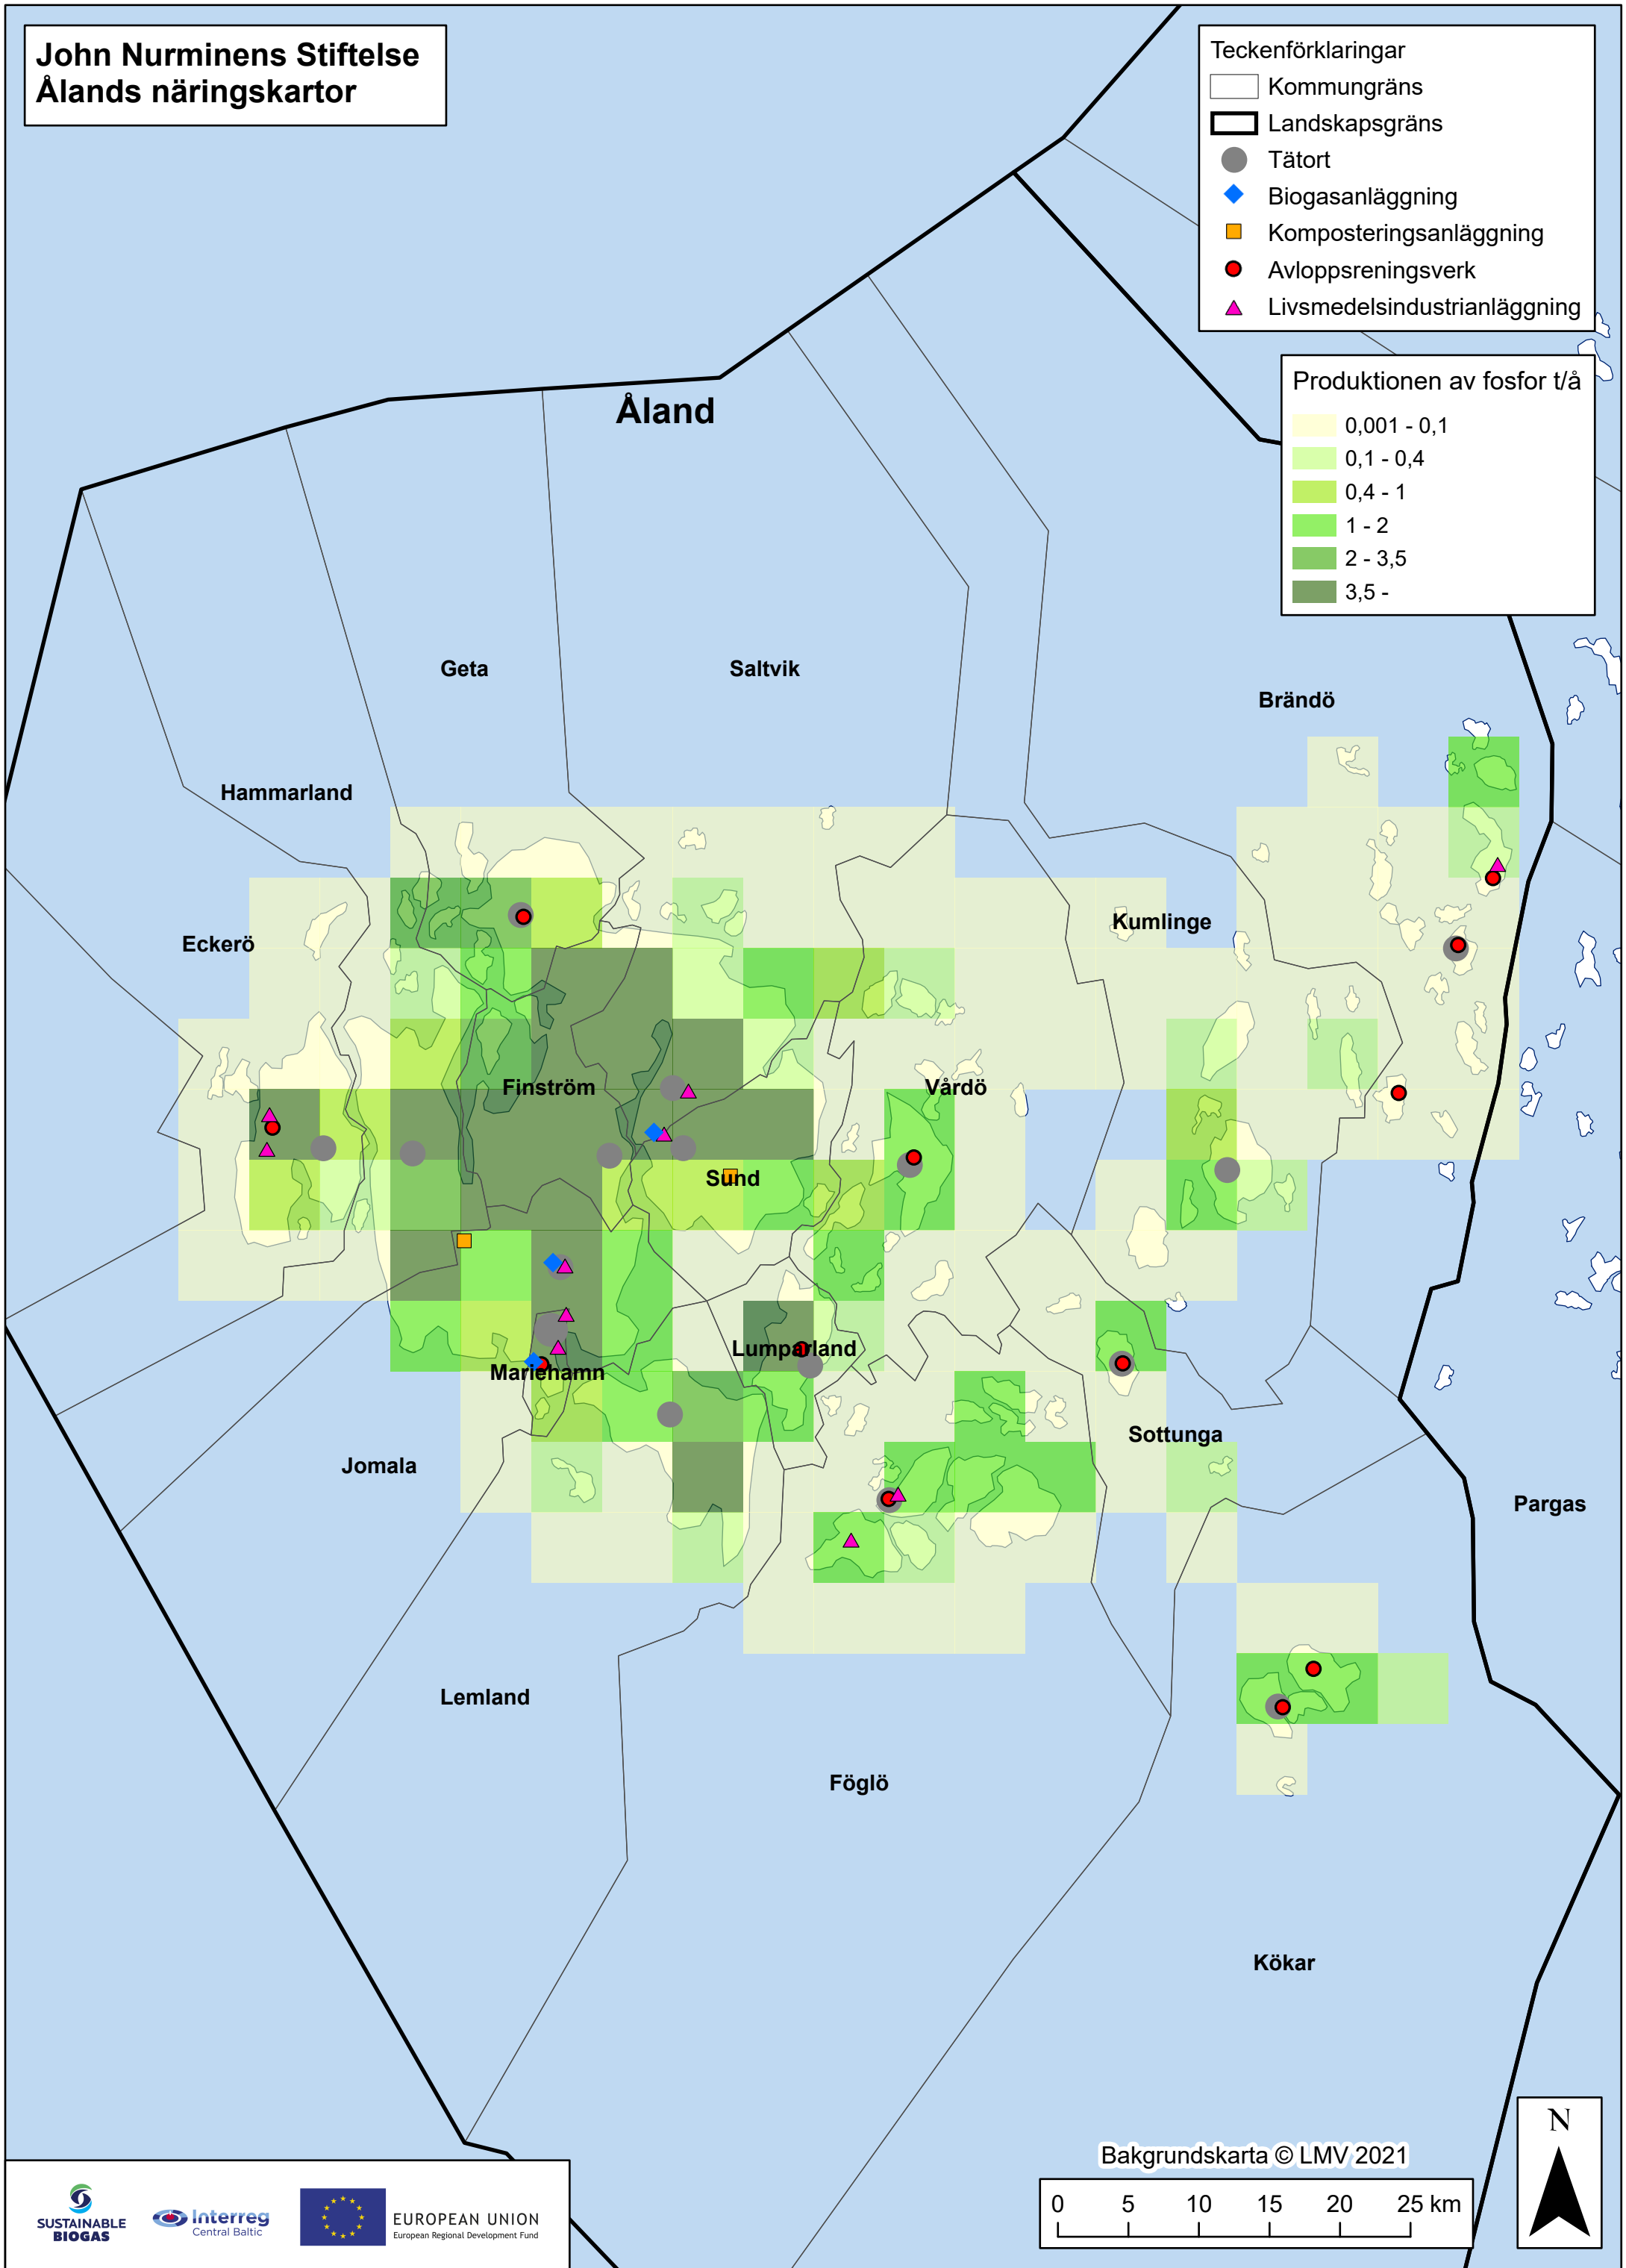 John Nurminens Stiftelse
Ålands näringskartor
Teckenförklaringar
Kommungräns
Landskapsgräns
Tätort
Biogasanläggning
Komposteringsanläggning
Avloppsreningsverk
Livsmedelsindustrianläggning
Produktionen av fosfor t/å
0,001 - 0,1
0,1 - 0,4
0,4 - 1
1 - 2
2 - 3,5
3,5 -
Åland
Geta
Saltvik
Brändö
Hammarland
Eckerö
Kumlinge
Finström
Vårdö
Sund
Lumparland
Mariehamn
Sottunga
Jomala
Pargas
Lemland
Föglö
Kökar
N
Bakgrundskarta © LMV 2021
0 5 10 15 20 25 km
SUSTAINABLE
BIOGAS
Interreg
Central Baltic
EUROPEAN UNION
European Regional Development Fund